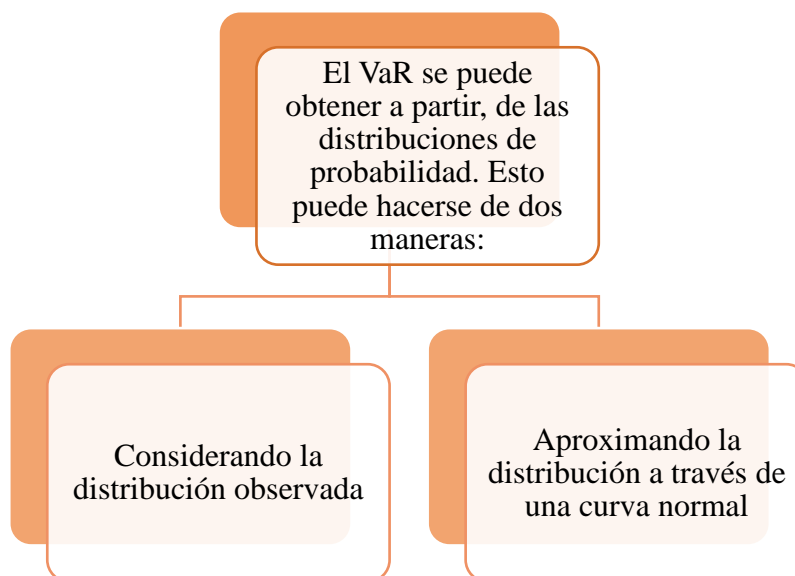 El VaR se puede
obtener a partir, de las
distribuciones de
probabilidad. Esto
puede hacerse de dos
maneras:
Considerando la
distribución observada
Aproximando la
distribución a través de
una curva normal